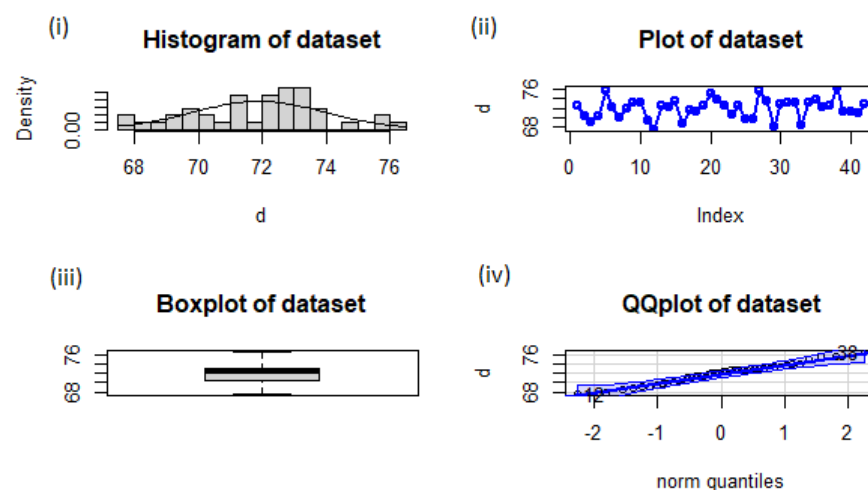 (i)
Histogram of dataset
Density
0.00
68 70 72 74 76
d
(ii)
Plot of dataset
d
68 76
0 10 20 30 40
Index
(iii)
Boxplot of dataset
68 76
(iv)
QQplot of dataset
d
68 76
12
38
-2 -1 0 1 2
norm quantiles